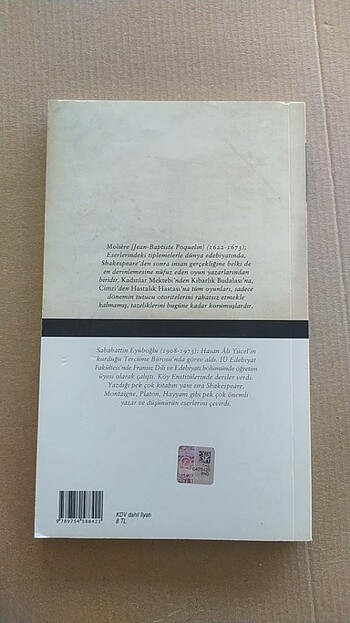 Molière [Jean-Baptiste Poquelin] (1622-1673);
Eserlerindeki tiplemelerle dünya edebiyatında,
Shakespeare'den sonra insan gerçekliğine belki de
en derinlemesine nüfuz eden oyun yazarlarından
biridir. Kadınlar Mektebi'nden Kibarlık Budalası'na,
Cimri'den Hastalık Hastası'na tüm oyunları, sadece
dönemin tutucu otoritelerini rahatsız etmekle
kalmamış, tazeliklerini bugüne kadar korumuşlardır.
Sabahattin Eyüboğlu (1908-1973); Hasan Âli Yücel'in
kurduğu Tercüme Bürosu'nda görev aldı. İÜ Edebiyat
Fakültesi'nde Fransız Dili ve Edebiyatı bölümünde öğretim
üyesi olarak çalıştı. Köy Enstitülerinde dersler verdi.
Yazdığı pek çok kitabın yanı sıra Shakespeare,
Montaigne, Platon, Hayyam gibi pek çok önemli
yazar ve düşünürün eserlerini çevirdi.
KDV dahil fiyatı
8 TL
9789754588422